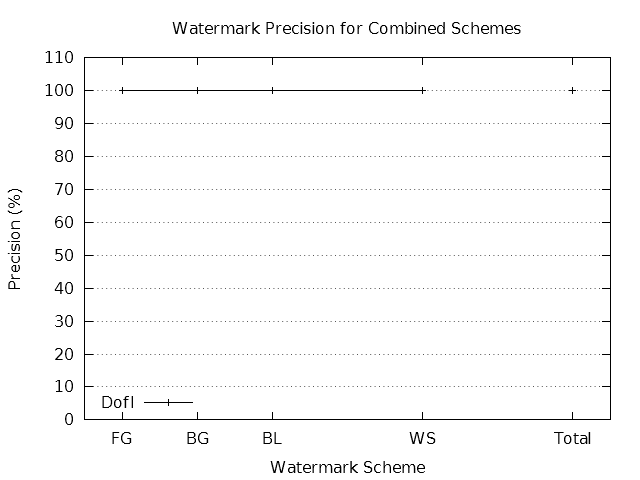 Watermark Precision for Combined Schemes
110
100
90
80
70
60
50
40
30
20
10
0
Precision (%)
Dofl
FG BG BL WS Total
Watermark Scheme